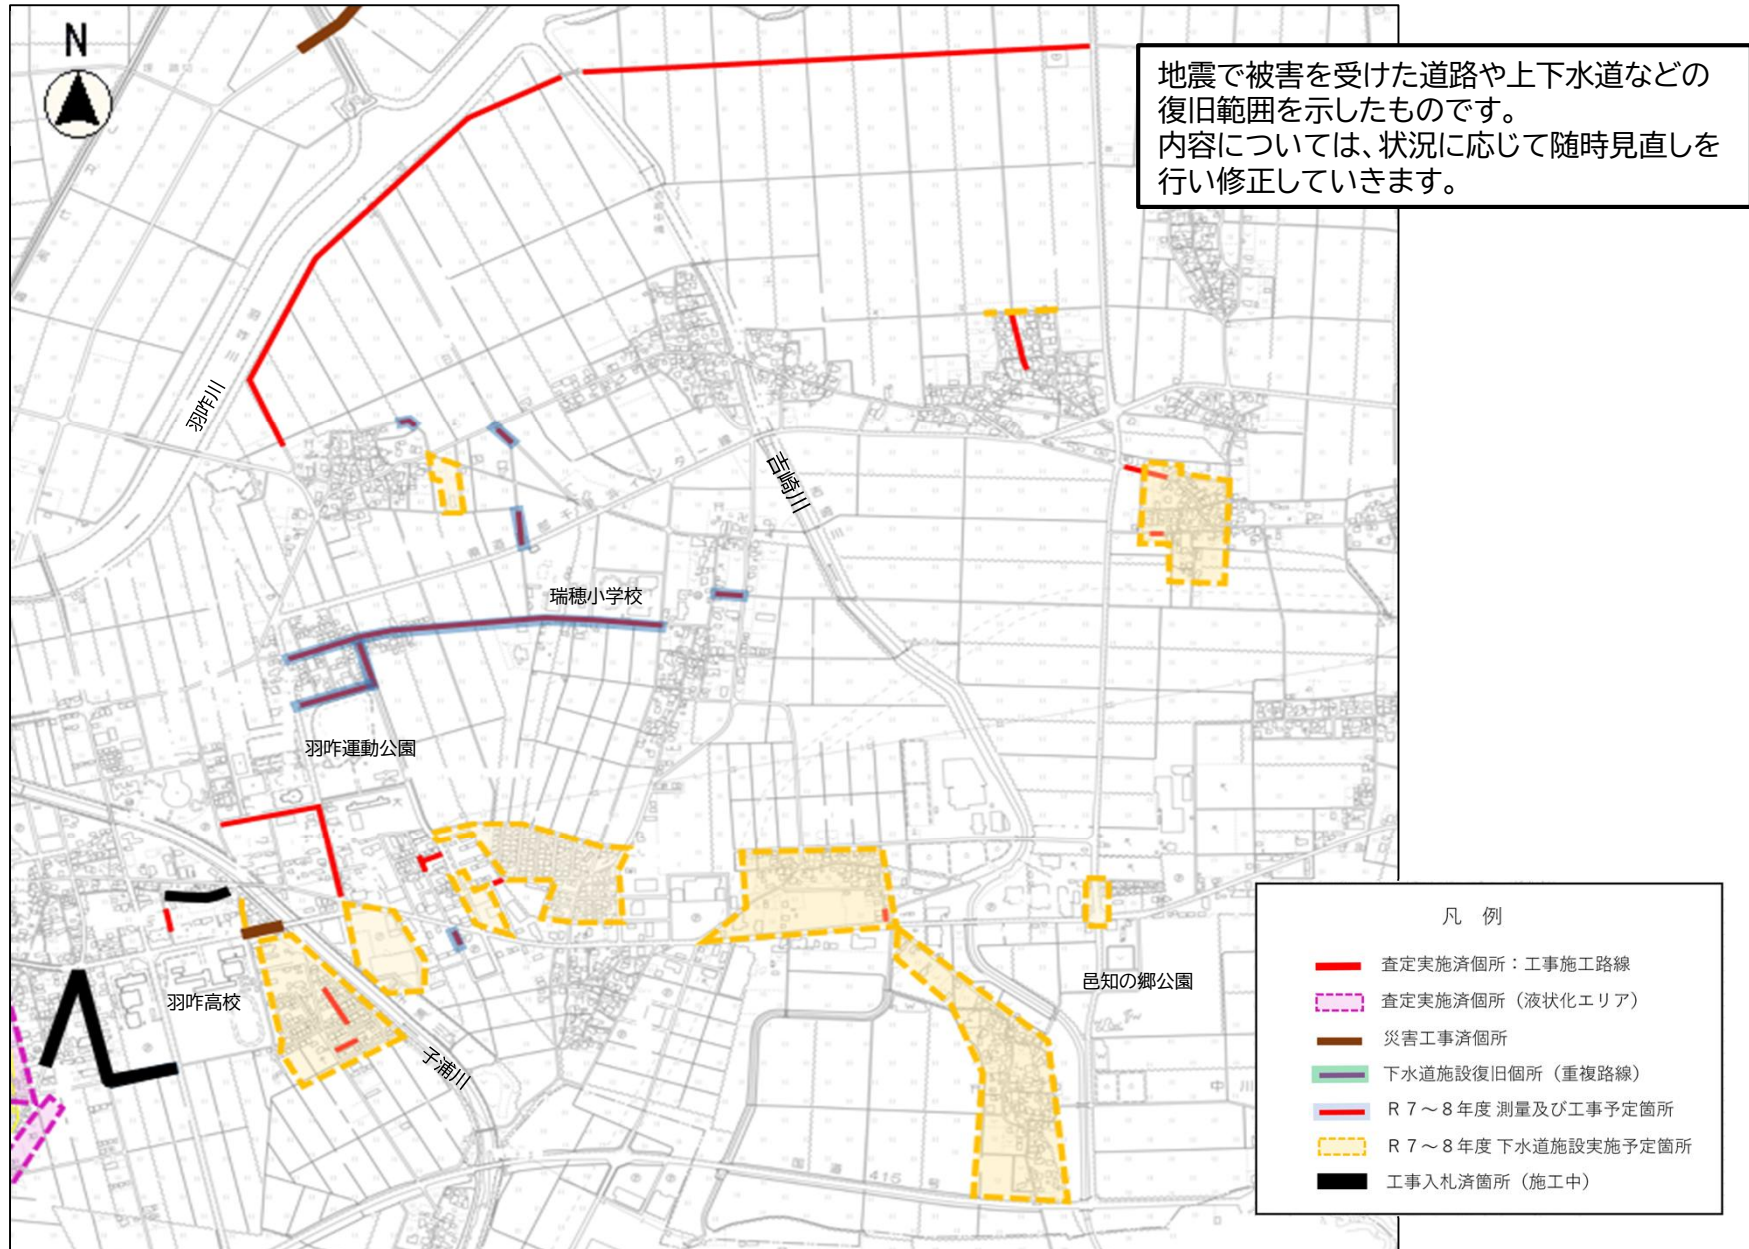 N
地震で被害を受けた道路や上下水道などの
復旧範囲を示したものです。
内容については、状況に応じて随時見直しを
行い修正していきます。
羽咋川
吉崎川
瑞穂小学校
羽咋運動公園
羽咋高校
子浦川
邑知の郷公園
国道 415 号
凡 例
査定実施済個所：工事施工路線
査定実施済個所（液状化エリア）
災害工事済個所
下水道施設復旧個所（重複路線）
R７～８年度 測量及び工事予定箇所
R７～８年度 下水道施設実施予定箇所
工事入札済箇所（施工中）